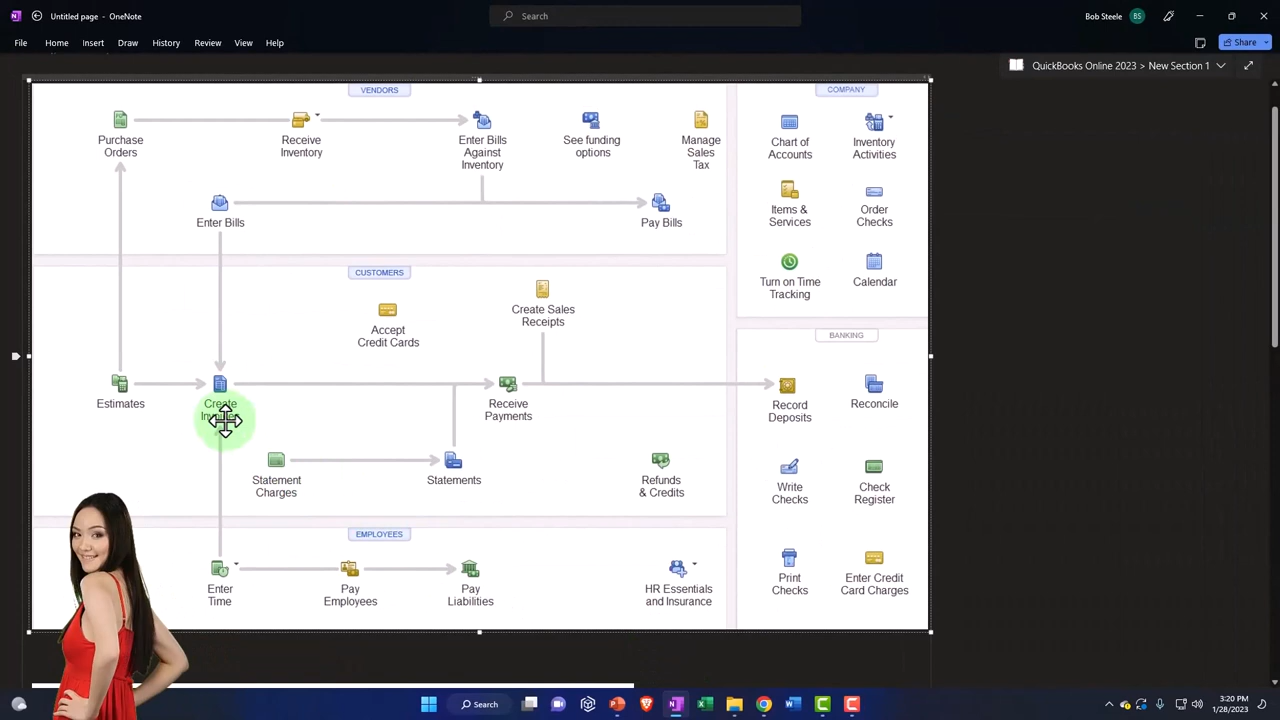 Untitled page - OneNote
Search
Bob Steele
BS
File Home Insert Draw History Review View Help
Share
QuickBooks Online 2023 > New Section 1
VENDORS
COMPANY
Purchase
Orders
Receive
Inventory
Enter Bills
Against
Inventory
See funding
options
Manage
Sales
Tax
Chart of
Accounts
Inventory
Activities
Enter Bills
Pay Bills
Items &
Services
Order
Checks
CUSTOMERS
Turn on Time
Tracking
Calendar
Accept
Credit Cards
Create Sales
Receipts
BANKING
Estimates
Create
Receive
Payments
Record
Deposits
Reconcile
Statement
Charges
Statements
Refunds
& Credits
Write
Checks
Check
Register
EMPLOYEES
Enter
Time
Pay
Employees
Pay
Liabilities
HR Essentials
and Insurance
Print
Checks
Enter Credit
Card Charges
Search
3:20 PM
1/28/2023